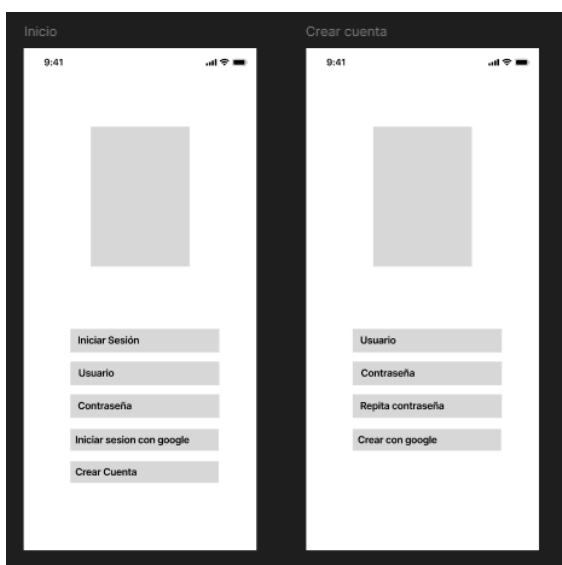 Inicio
9:41
Iniciar Sesión
Usuario
Contraseña
Iniciar sesion con google
Crear Cuenta
Crear cuenta
9:41
Usuario
Contraseña
Repita contraseña
Crear con google